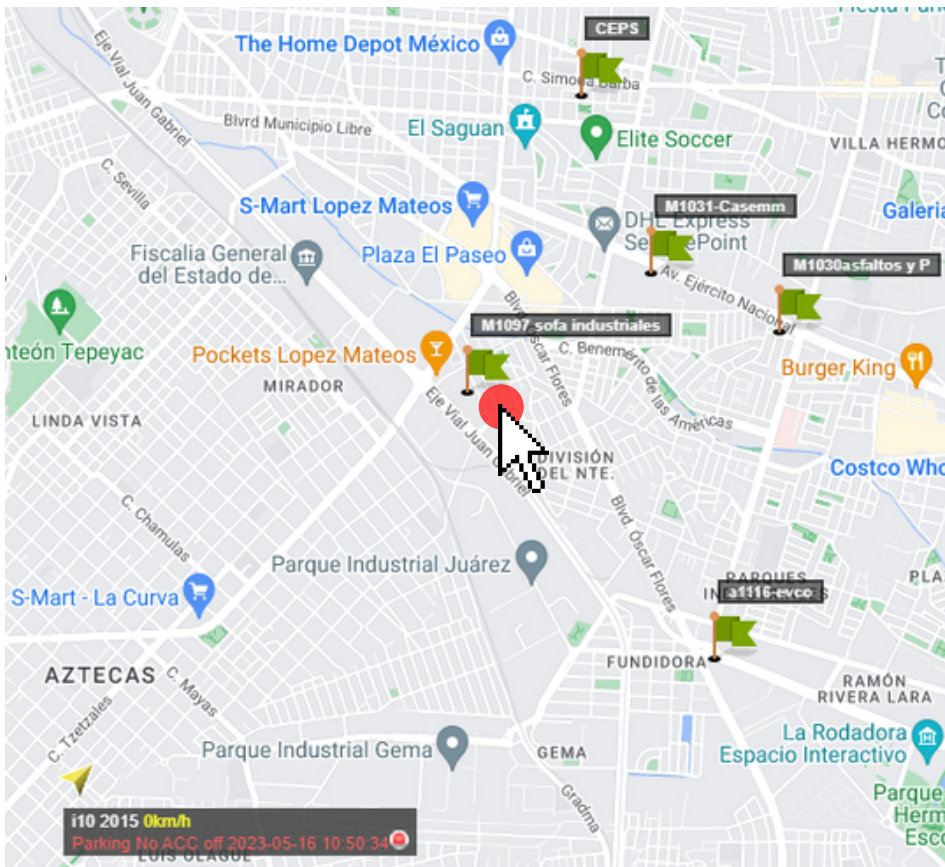 CEPS
The Home Depot México
C. Simona Barba
Eje Vial Juan Gabriel
Blvrd Municipio Libre
El Saguan
Elite Soccer
VILLA HERMO
C. Sevilla
S-Mart Lopez Mateos
M1031-Casemm
Galeria
DHL Express
Se ePoint
Fiscalia General
del Estado de...
Plaza El Paseo
M1030asfaltos y P
Av. Ejército Nacional
Blvd. Óscar Flores
M1097 sofa industriales
nteón Tepeyac
Pockets Lopez Mateos
C. Benemérito de las Américas
Burger King
MIRADOR
LINDA VISTA
Eje Vial Juan Gabriel
DIVISIÓN
DEL NTE.
Costco Who
C. Chamulas
Blvd. Óscar Flores
Parque Industrial Juárez
PARQUES
PLA
S-Mart - La Curva
a1116-evco
FUNDIDORA
AZTECAS
C. Mayas
RAMÓN
RIVERA LARA
C. Tzetzales
La Rodadora
Espacio Interactivo
Parque Industrial Gema
GEMA
Gradma
Parque
Herm
Esco
i10 2015 0km/h
Parking No ACC off 2023-05-16 10:50:34
LUIS OLAGUE